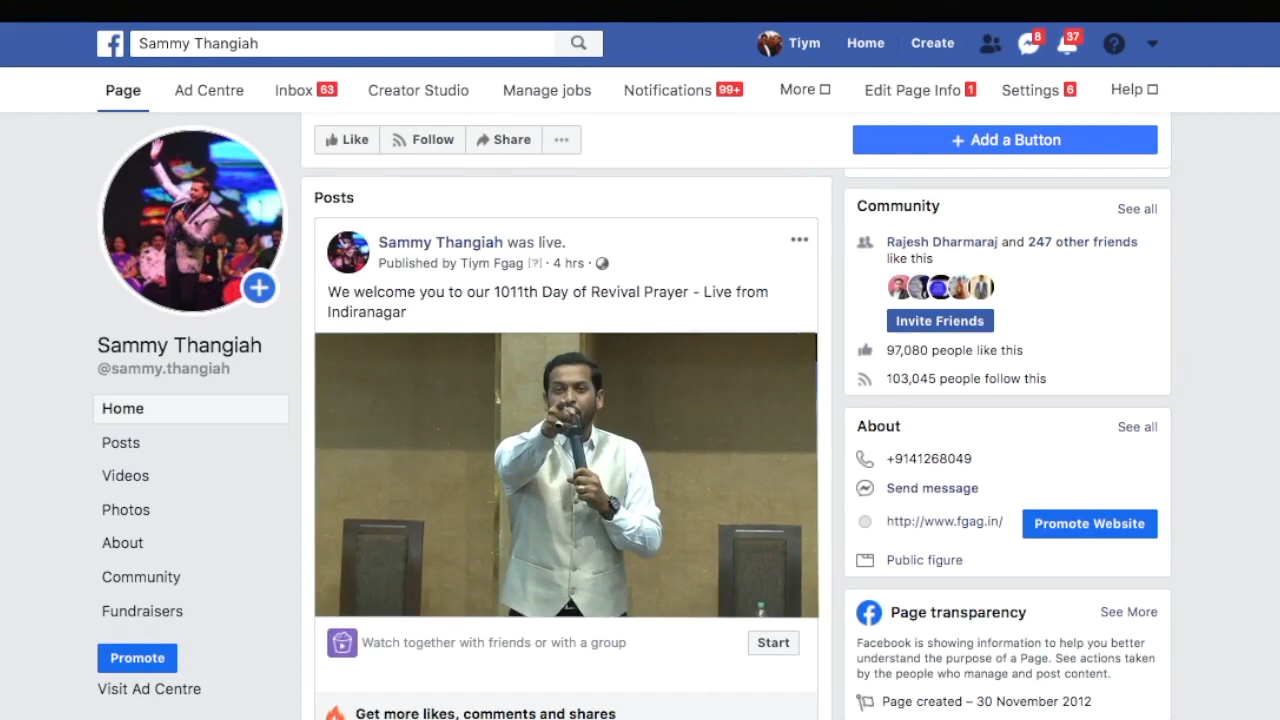 Sammy Thangiah
Tiym
Home
Create
8
37
Page
Ad Centre
Inbox 63
Creator Studio
Manage jobs
Notifications 99+
More
Edit Page Info 1
Settings 6
Help
Like
Follow
Share
+ Add a Button
Sammy Thangiah
@sammy.thangiah
Home
Posts
Videos
Photos
About
Community
Fundraisers
Promote
Visit Ad Centre
Posts
Sammy Thangiah was live.
Published by Tiym Fgag [?] · 4 hrs ·
We welcome you to our 1011th Day of Revival Prayer - Live from
Indiranagar
Watch together with friends or with a group
Start
Get more likes, comments and shares
Community
See all
Rajesh Dharmaraj and 247 other friends
like this
Invite Friends
97,080 people like this
103,045 people follow this
About
See all
+9141268049
Send message
http://www.fgag.in/
Promote Website
Public figure
Page transparency
See More
Facebook is showing information to help you better
understand the purpose of a Page. See actions taken
by the people who manage and post content.
Page created – 30 November 2012